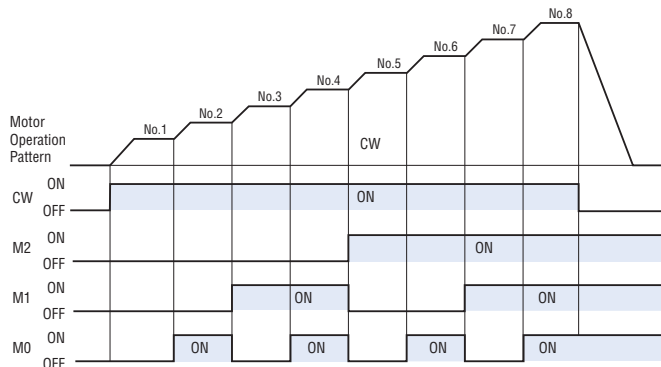 No.8
No.7
No.6
No.5
No.4
No.3
No.2
No.1
Motor
Operation
Pattern
CW
CW
ON
OFF
ON
M2
ON
OFF
ON
M1
ON
OFF
ON
ON
M0
ON
OFF
ON
ON
ON
ON